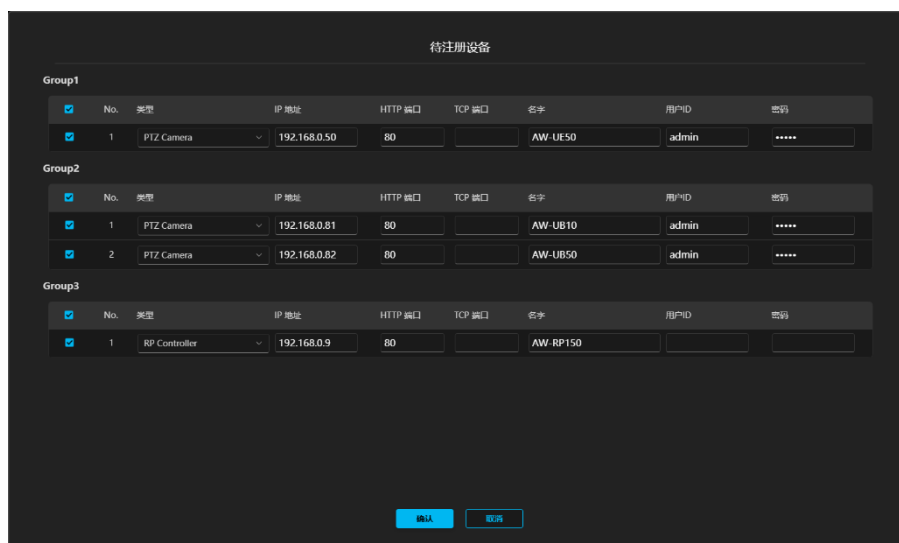 待注册设备
Group1
No. 类型 IP 地址 HTTP 端口 TCP 端口 名字 用户ID 密码
1 PTZ Camera 192.168.0.50 80 AW-UE50 admin •••••
Group2
No. 类型 IP 地址 HTTP 端口 TCP 端口 名字 用户ID 密码
1 PTZ Camera 192.168.0.81 80 AW-UB10 admin •••••
2 PTZ Camera 192.168.0.82 80 AW-UB50 admin •••••
Group3
No. 类型 IP 地址 HTTP 端口 TCP 端口 名字 用户ID 密码
1 RP Controller 192.168.0.9 80 AW-RP150
确认 取消